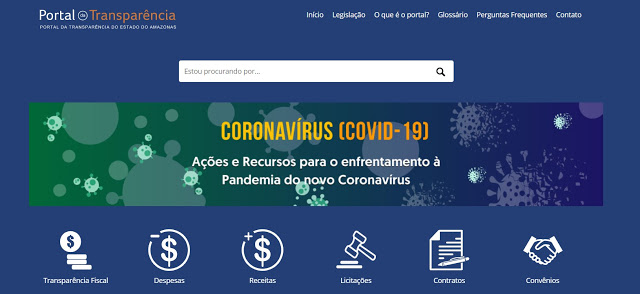 Portal da Transparência
PORTAL DA TRANSPARÊNCIA DO ESTADO DO AMAZONAS
Início Legislação O que é o portal? Glossário Perguntas Frequentes Contato
Estou procurando por...
CORONAVÍRUS (COVID-19)
Ações e Recursos para o enfrentamento à
Pandemia do novo Coronavírus
Transparência Fiscal Despesas Receitas Licitações Contratos Convênios